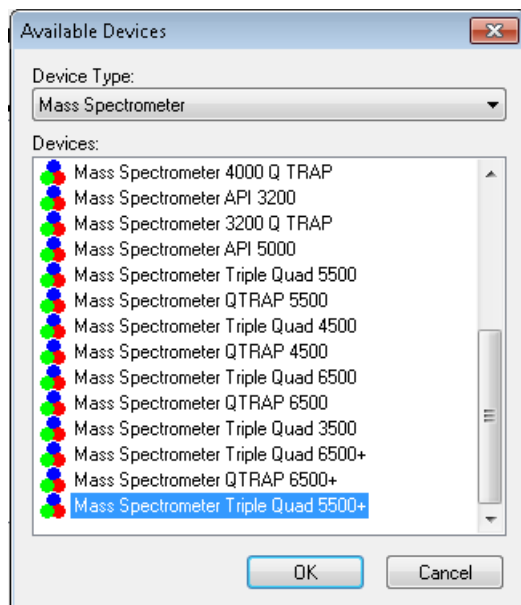 Available Devices
Device Type:
Mass Spectrometer
Devices:
Mass Spectrometer 4000 Q TRAP
Mass Spectrometer API 3200
Mass Spectrometer 3200 Q TRAP
Mass Spectrometer API 5000
Mass Spectrometer Triple Quad 5500
Mass Spectrometer QTRAP 5500
Mass Spectrometer Triple Quad 4500
Mass Spectrometer QTRAP 4500
Mass Spectrometer Triple Quad 6500
Mass Spectrometer QTRAP 6500
Mass Spectrometer Triple Quad 3500
Mass Spectrometer Triple Quad 6500+
Mass Spectrometer QTRAP 6500+
Mass Spectrometer Triple Quad 5500+
OK Cancel